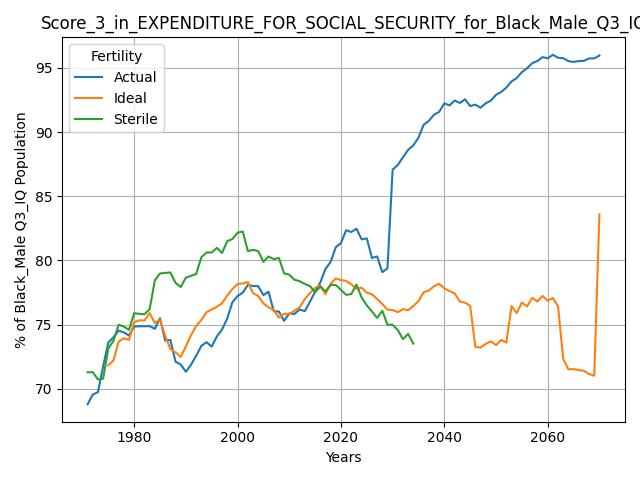 Score_3_in_EXPENDITURE_FOR_SOCIAL_SECURITY_for_Black_Male_Q3_IQ
Fertility
Actual
Ideal
Sterile
% of Black_Male Q3_IQ Population
95
90
85
80
75
70
1980 2000 2020 2040 2060
Years